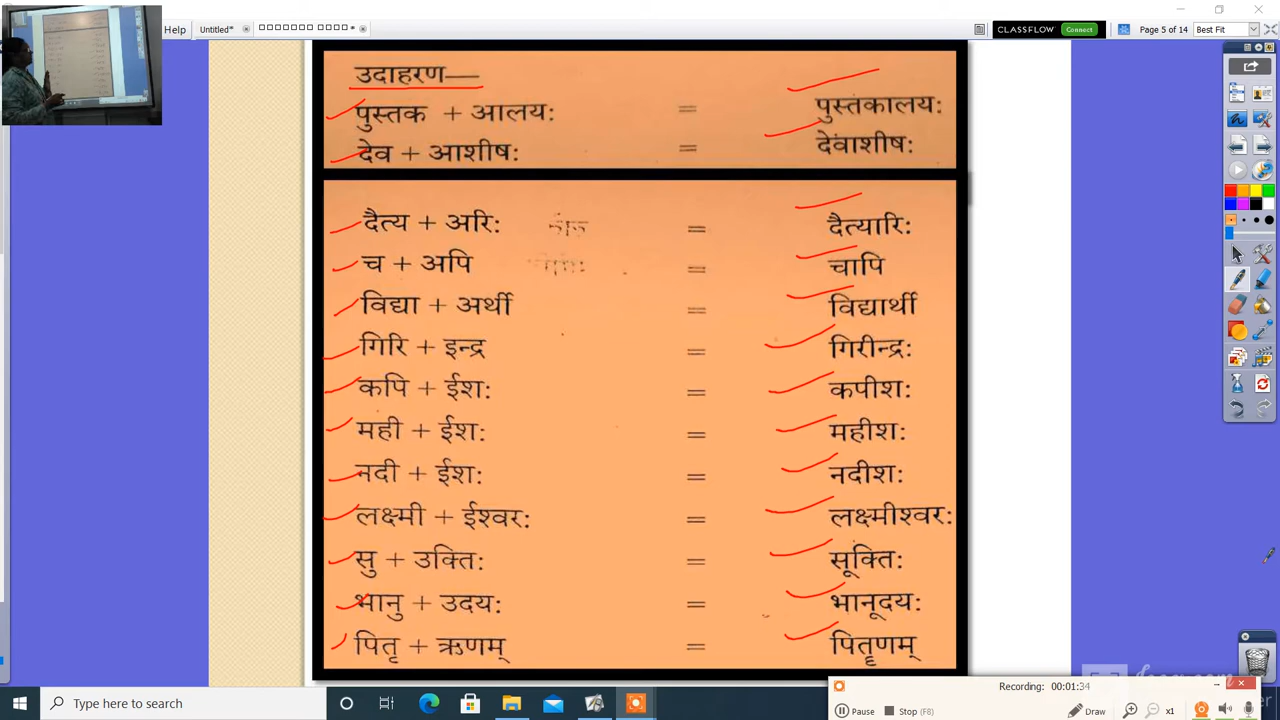 Help Untitled* CLASSFLOW Connect Page 5 of 14 Best Fit
उदाहरण—
पुस्तक + आलय: = पुस्तकालय:
देव + आशीष: = देवाशीष:
दैत्य + अरि: = दैत्यारि:
च + अपि = चापि
विद्या + अर्थी = विद्यार्थी
गिरि + इन्द्र = गिरीन्द्र:
कपि + ईश: = कपीश:
मही + ईश: = महीश:
नदी + ईश: = नदीश:
लक्ष्मी + ईश्वर: = लक्ष्मीश्वर:
सु + उक्ति: = सूक्ति:
भानु + उदय: = भानूदय:
पितृ + ऋणम् = पितॄणम्
Recording: 00:01:34
Pause Stop (F8) Draw x1
Type here to search